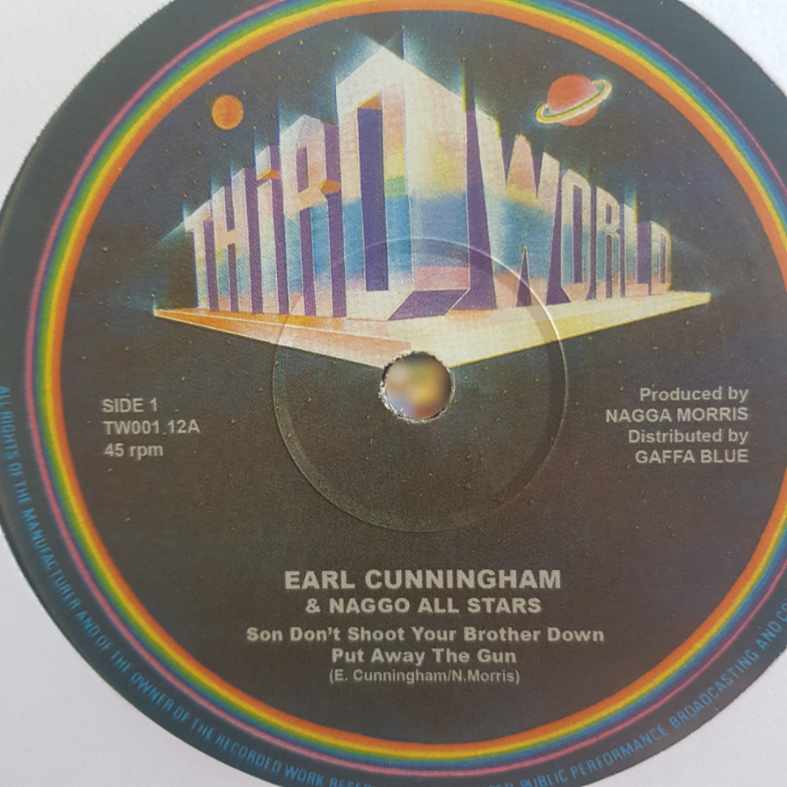 THiRD WORLD
SIDE 1
TW001 12A
45 rpm
Produced by
NAGGA MORRIS
Distributed by
GAFFA BLUE
EARL CUNNINGHAM
& NAGGO ALL STARS
Son Don't Shoot Your Brother Down
Put Away The Gun
(E. Cunningham/N.Morris)
ALL RIGHTS Of THE MANUFACTURER AND OF THE OWNER OF THE RECORDED WORK
PUBLIC PERFORMANCE BROADCASTING AND